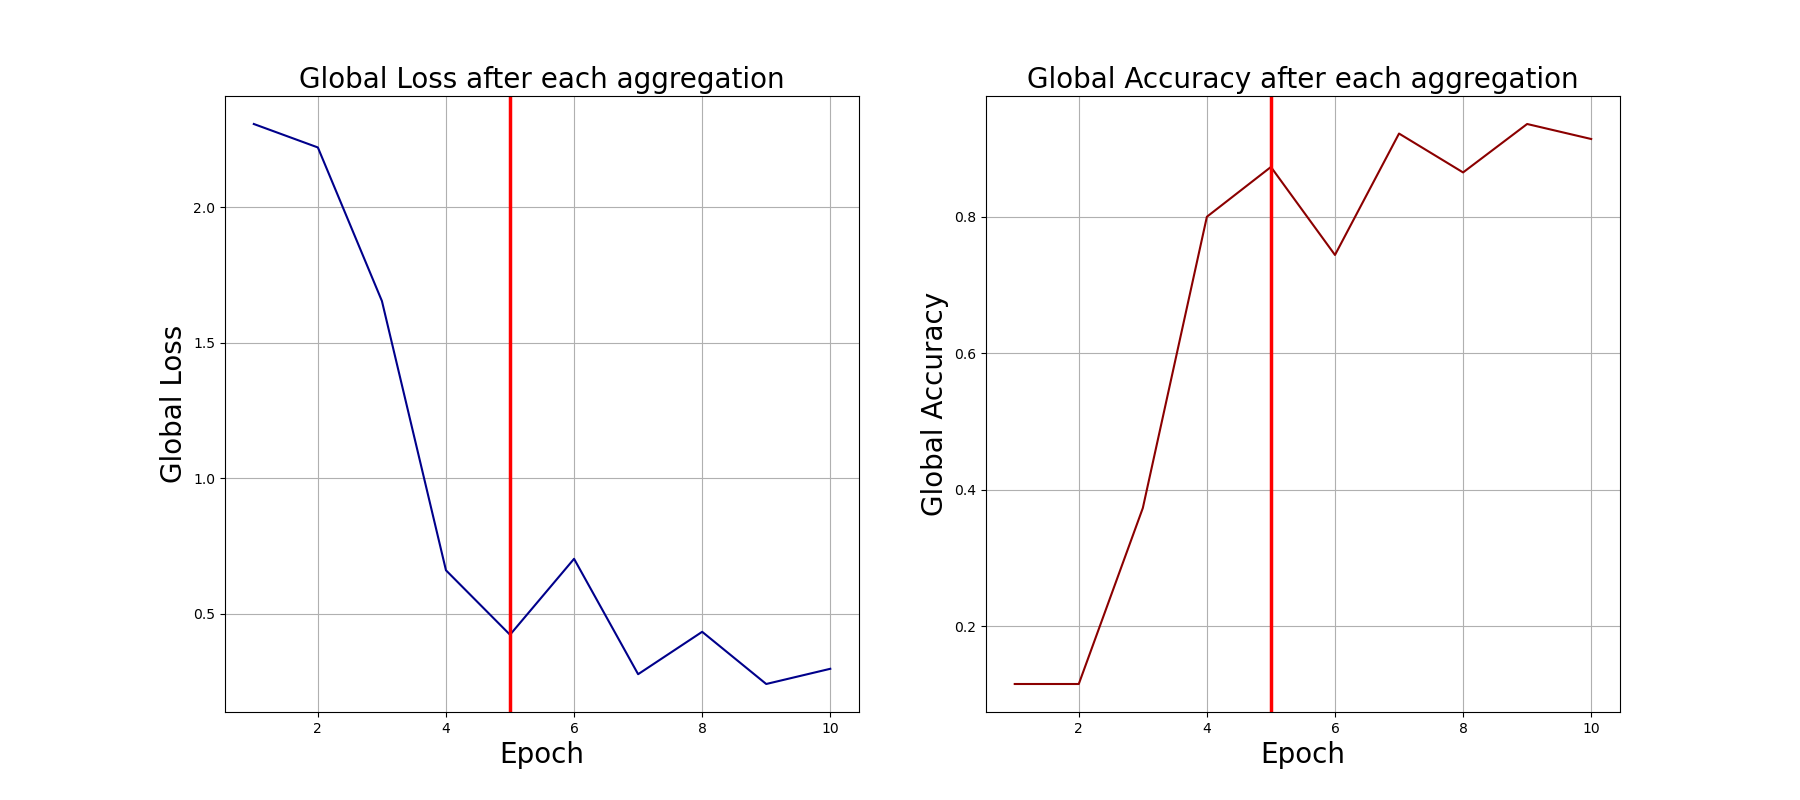 Global Loss after each aggregation
Global Loss
2.0
1.5
1.0
0.5
2 4 6 8 10
Epoch
Global Accuracy after each aggregation
Global Accuracy
0.8
0.6
0.4
0.2
2 4 6 8 10
Epoch